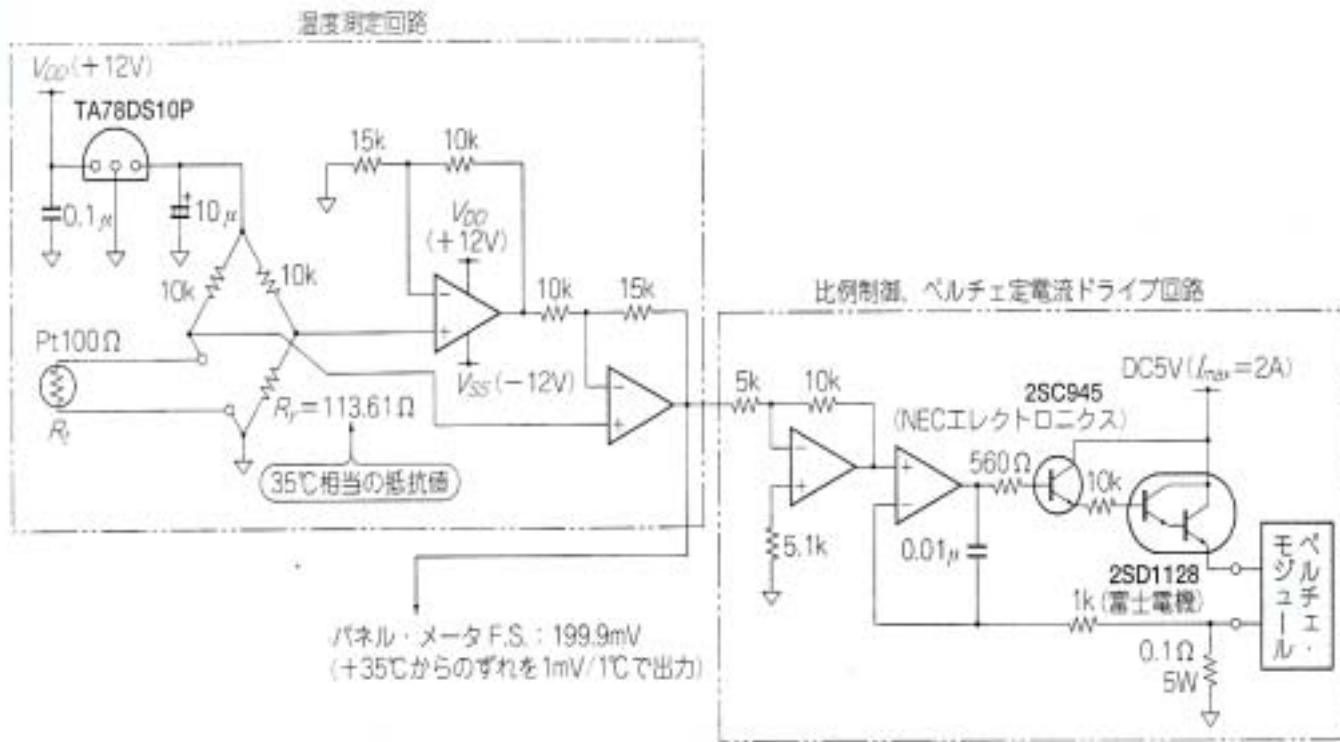 温度測定回路
V_DD(+12V)
TA78DS10P
0.1μ
10μ
15k
10k
10k
10k
V_DD
(+12V)
V_SS(−12V)
10k
15k
Pt100Ω
R_t
R_r=113.61Ω
35℃相当の抵抗値
パネル・メータF.S.：199.9mV
(+35℃からのずれを1mV/1℃で出力)
比例制御、ペルチェ定電流ドライブ回路
5k
10k
5.1k
560Ω
0.01μ
2SC945
(NECエレクトロニクス)
10k
DC5V(I_max=2A)
2SD1128
(富士電機)
1k
0.1Ω
5W
ペルチェ・
モジュール